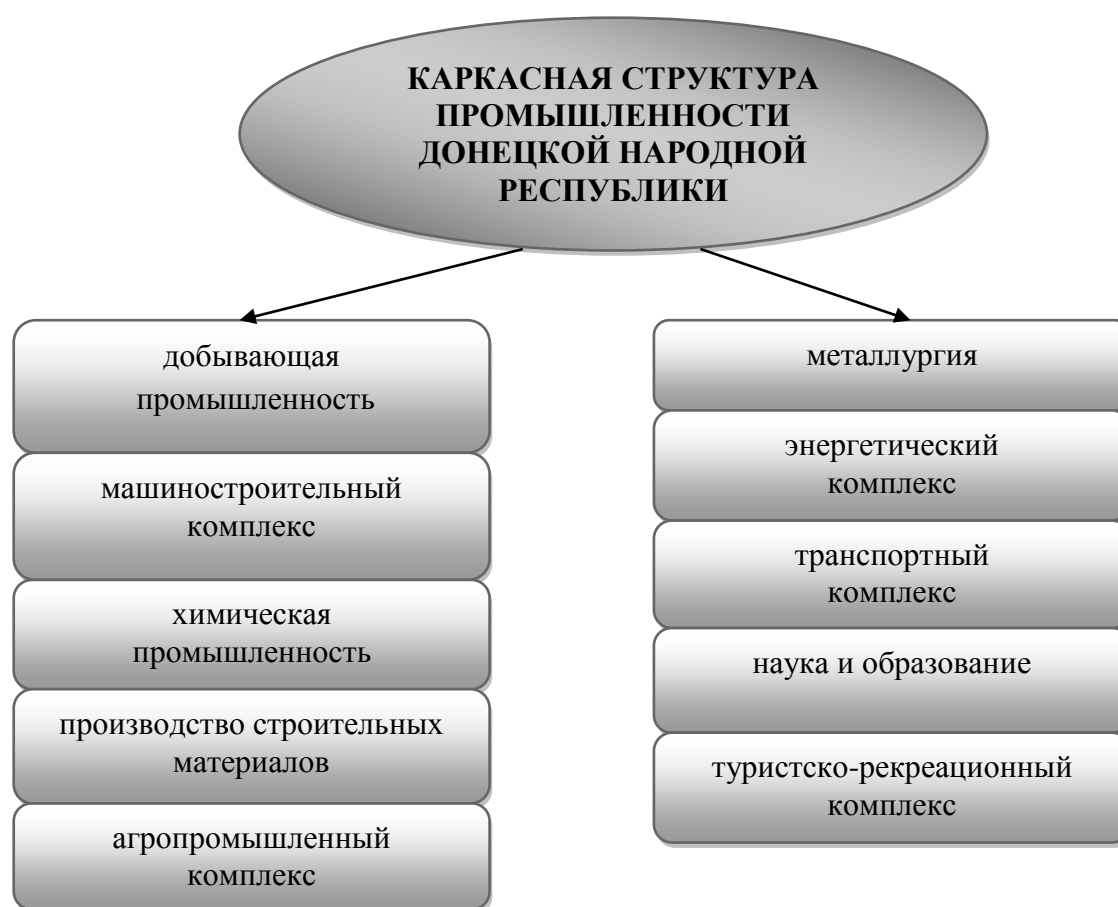 КАРКАСНАЯ СТРУКТУРА
ПРОМЫШЛЕННОСТИ
ДОНЕЦКОЙ НАРОДНОЙ
РЕСПУБЛИКИ
добывающая
промышленность
машиностроительный
комплекс
химическая
промышленность
производство строительных
материалов
агропромышленный
комплекс
металлургия
энергетический
комплекс
транспортный
комплекс
наука и образование
туристско-рекреационный
комплекс